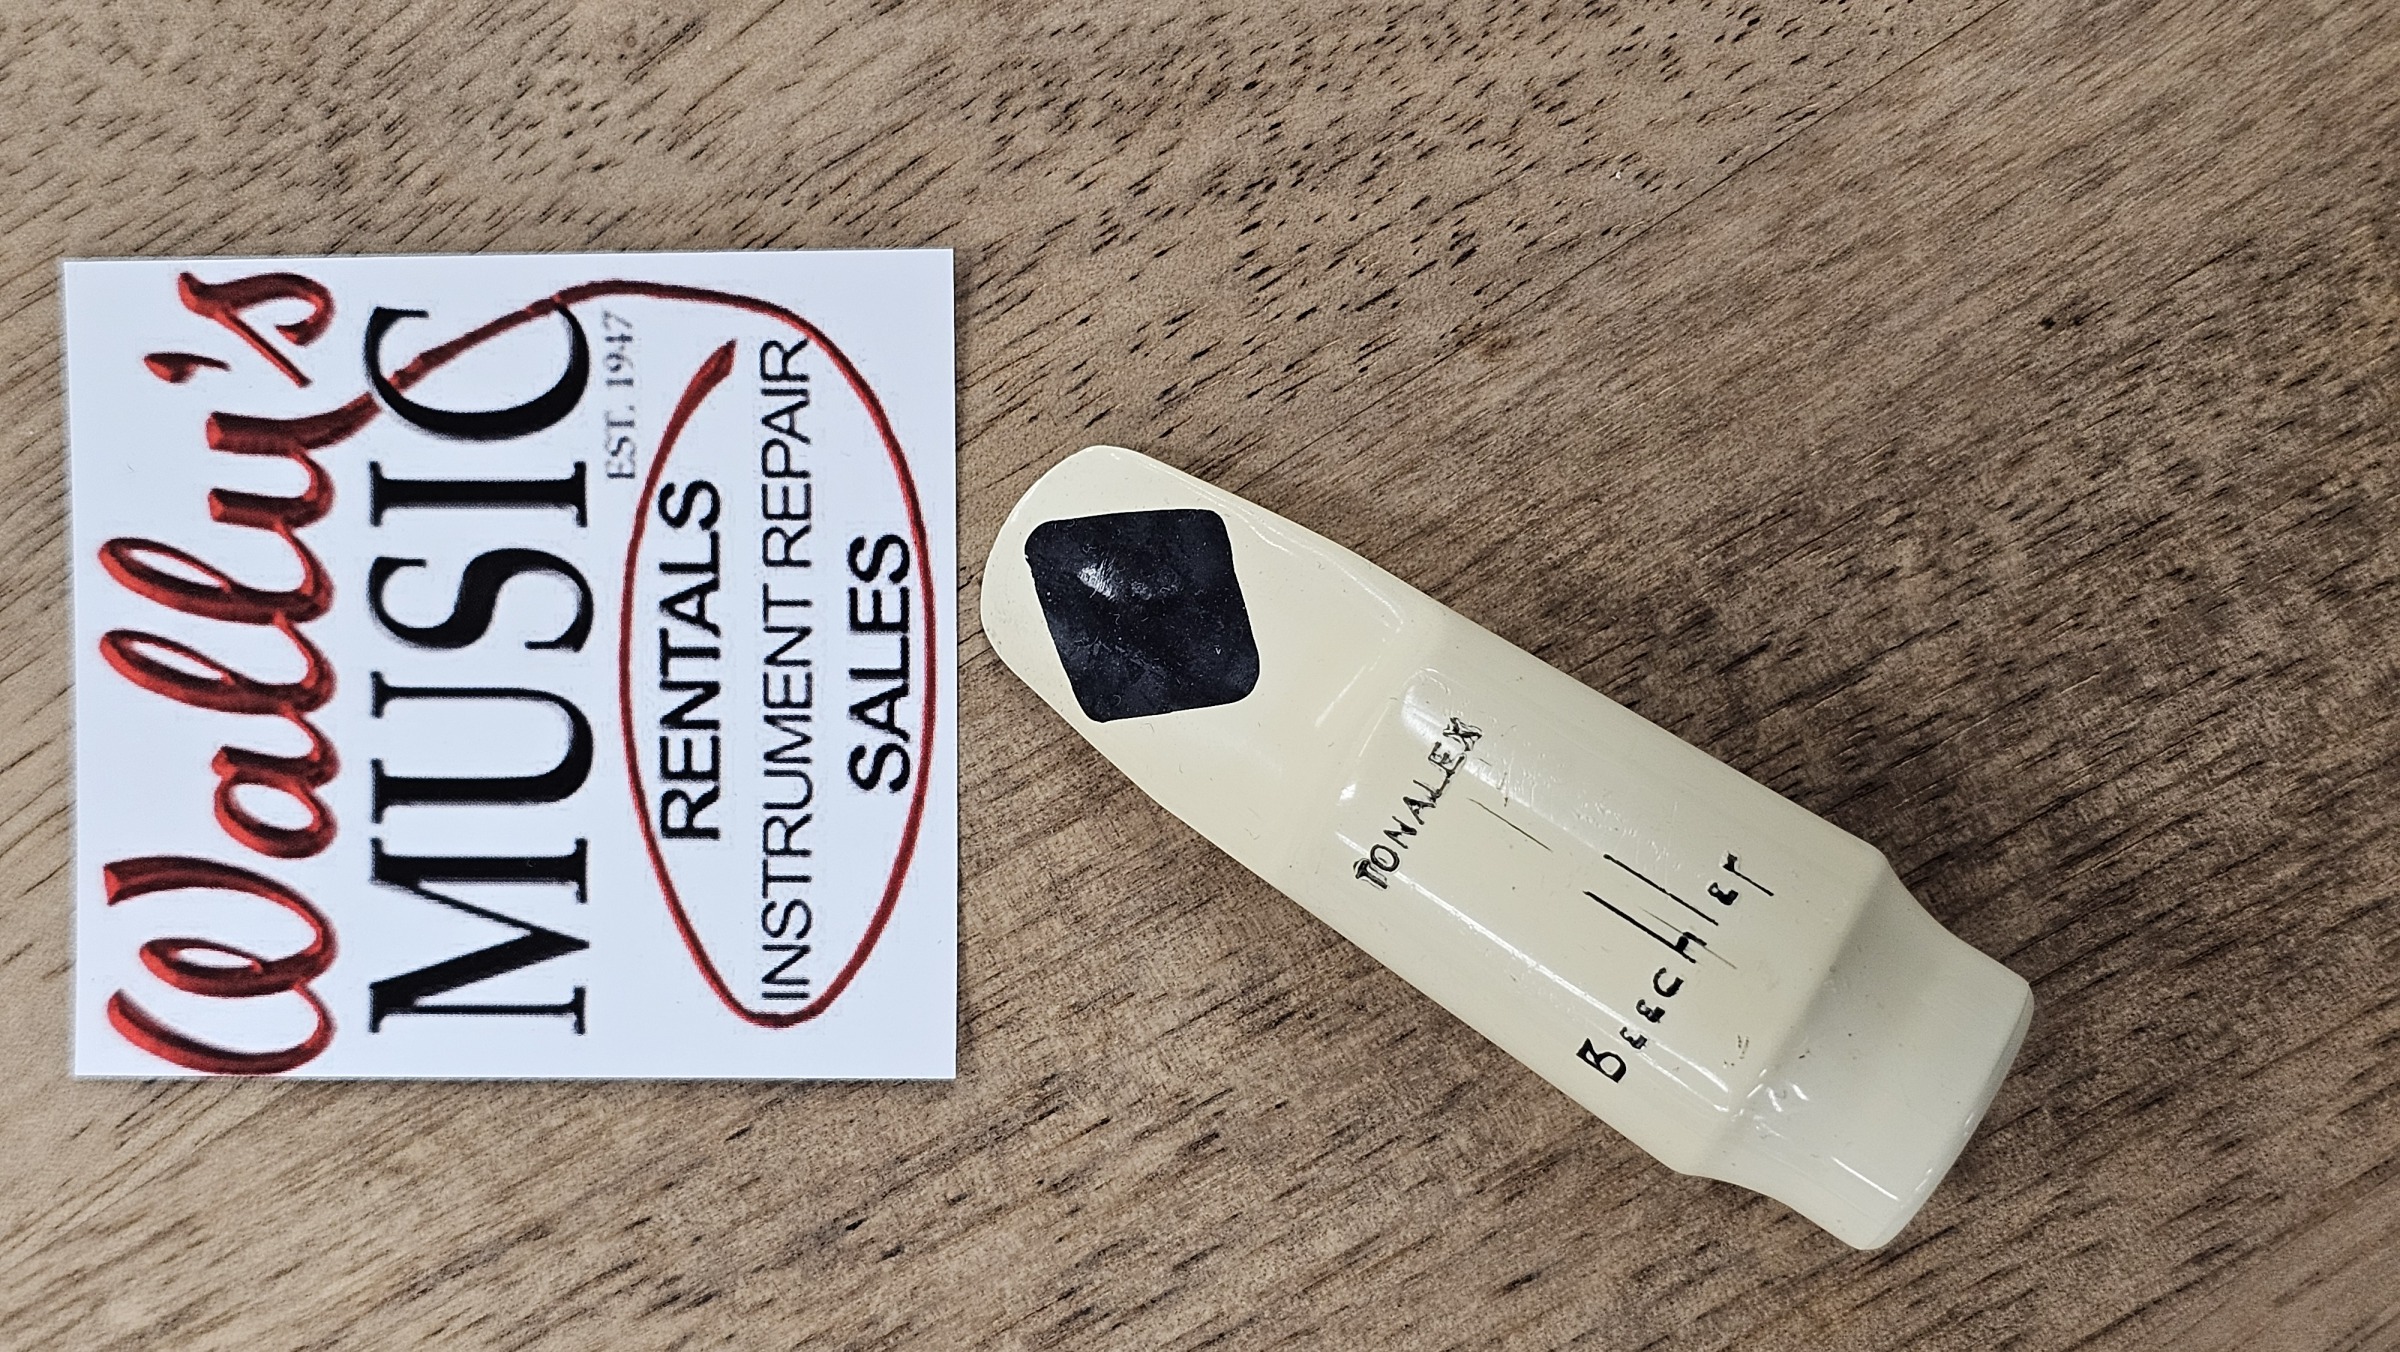 Wally's
MUSIC
EST. 1947
RENTALS
INSTRUMENT REPAIR
SALES
TONALEX
Beechler